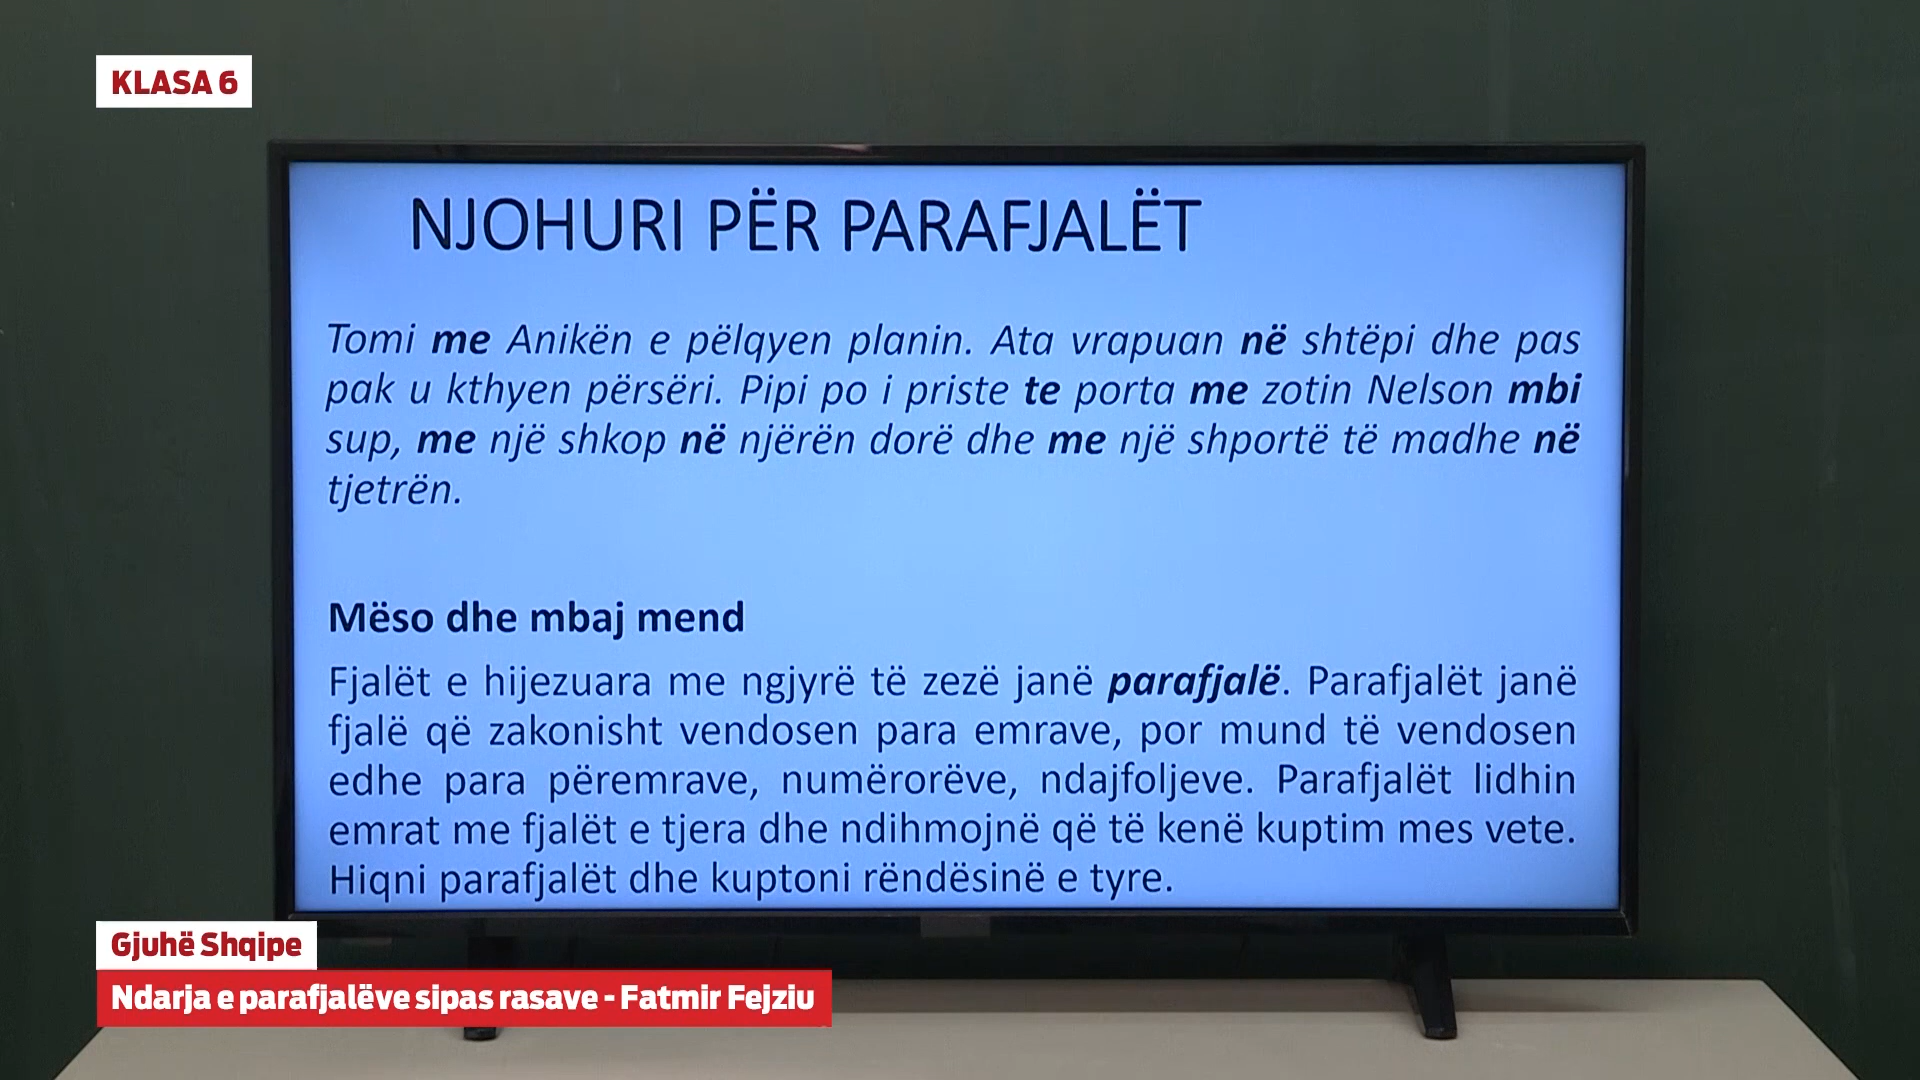 KLASA 6
NJOHURI PËR PARAFJALËT
Tomi me Anikën e pëlqyen planin. Ata vrapuan në shtëpi dhe pas
pak u kthyen përsëri. Pipi po i priste te porta me zotin Nelson mbi
sup, me një shkop në njërën dorë dhe me një shportë të madhe në
tjetrën.
Mëso dhe mbaj mend
Fjalët e hijezuara me ngjyrë të zezë janë parafjalë. Parafjalët janë
fjalë që zakonisht vendosen para emrave, por mund të vendosen
edhe para përemrave, numërorëve, ndajfoljeve. Parafjalët lidhin
emrat me fjalët e tjera dhe ndihmojnë që të kenë kuptim mes vete.
Hiqni parafjalët dhe kuptoni rëndësinë e tyre.
Gjuhë Shqipe
Ndarja e parafjalëve sipas rasave - Fatmir Fejziu